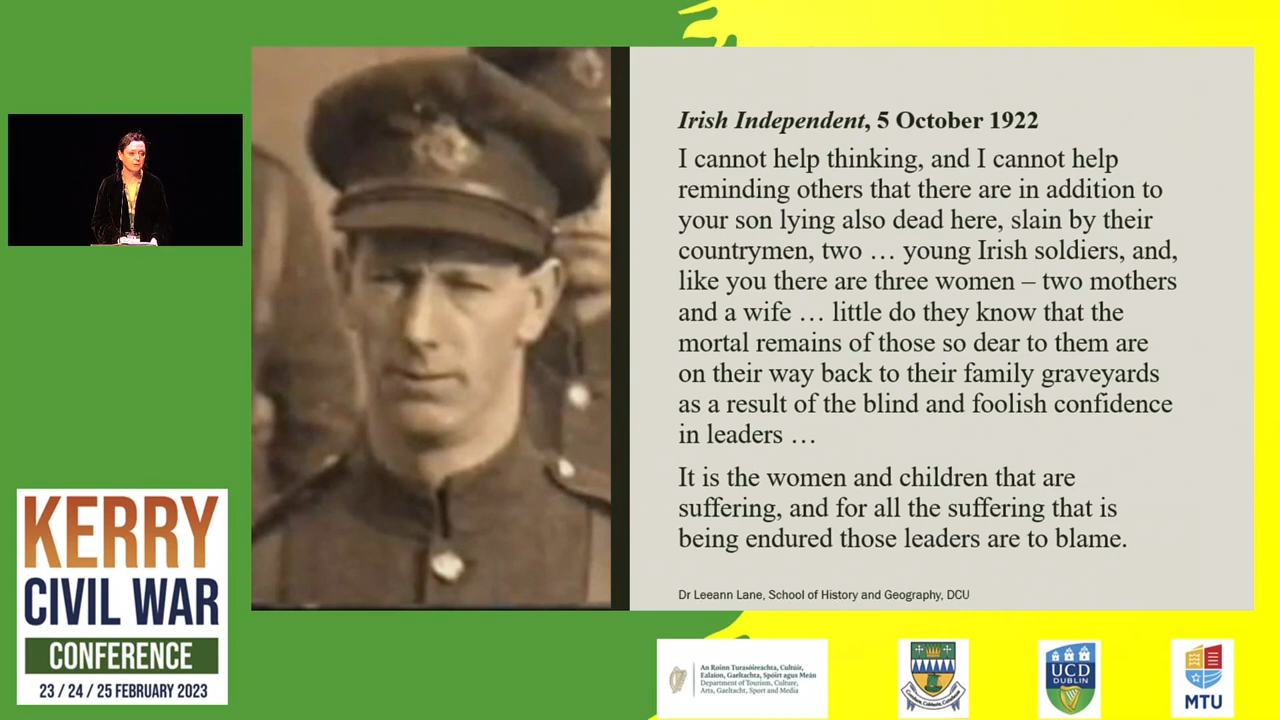 Irish Independent, 5 October 1922
I cannot help thinking, and I cannot help
reminding others that there are in addition to
your son lying also dead here, slain by their
countrymen, two … young Irish soldiers, and,
like you there are three women – two mothers
and a wife … little do they know that the
mortal remains of those so dear to them are
on their way back to their family graveyards
as a result of the blind and foolish confidence
in leaders …
It is the women and children that are
suffering, and for all the suffering that is
being endured those leaders are to blame.
Dr Leeann Lane, School of History and Geography, DCU
KERRY
CIVIL WAR
CONFERENCE
23 / 24 / 25 FEBRUARY 2023
An Roinn Turasóireachta, Cultúir,
Ealaíon, Gaeltachta, Spóirt agus Meán
Department of Tourism, Culture,
Arts, Gaeltacht, Sport and Media
UCD
DUBLIN
MTU